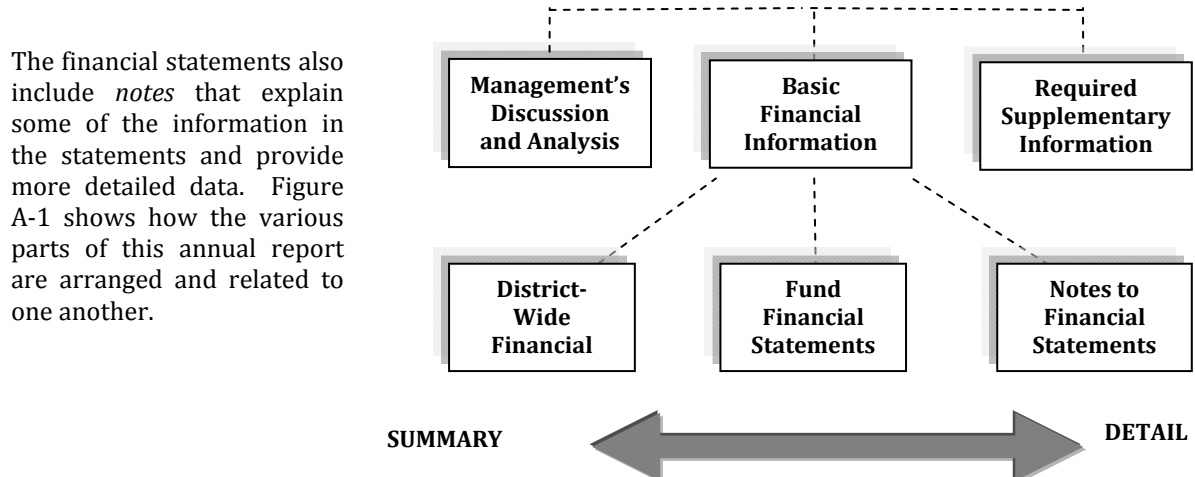 The financial statements also
include notes that explain
some of the information in
the statements and provide
more detailed data. Figure
A-1 shows how the various
parts of this annual report
are arranged and related to
one another.
Management’s
Discussion
and Analysis
Basic
Financial
Information
Required
Supplementary
Information
District-
Wide
Financial
Fund
Financial
Statements
Notes to
Financial
Statements
SUMMARY
DETAIL